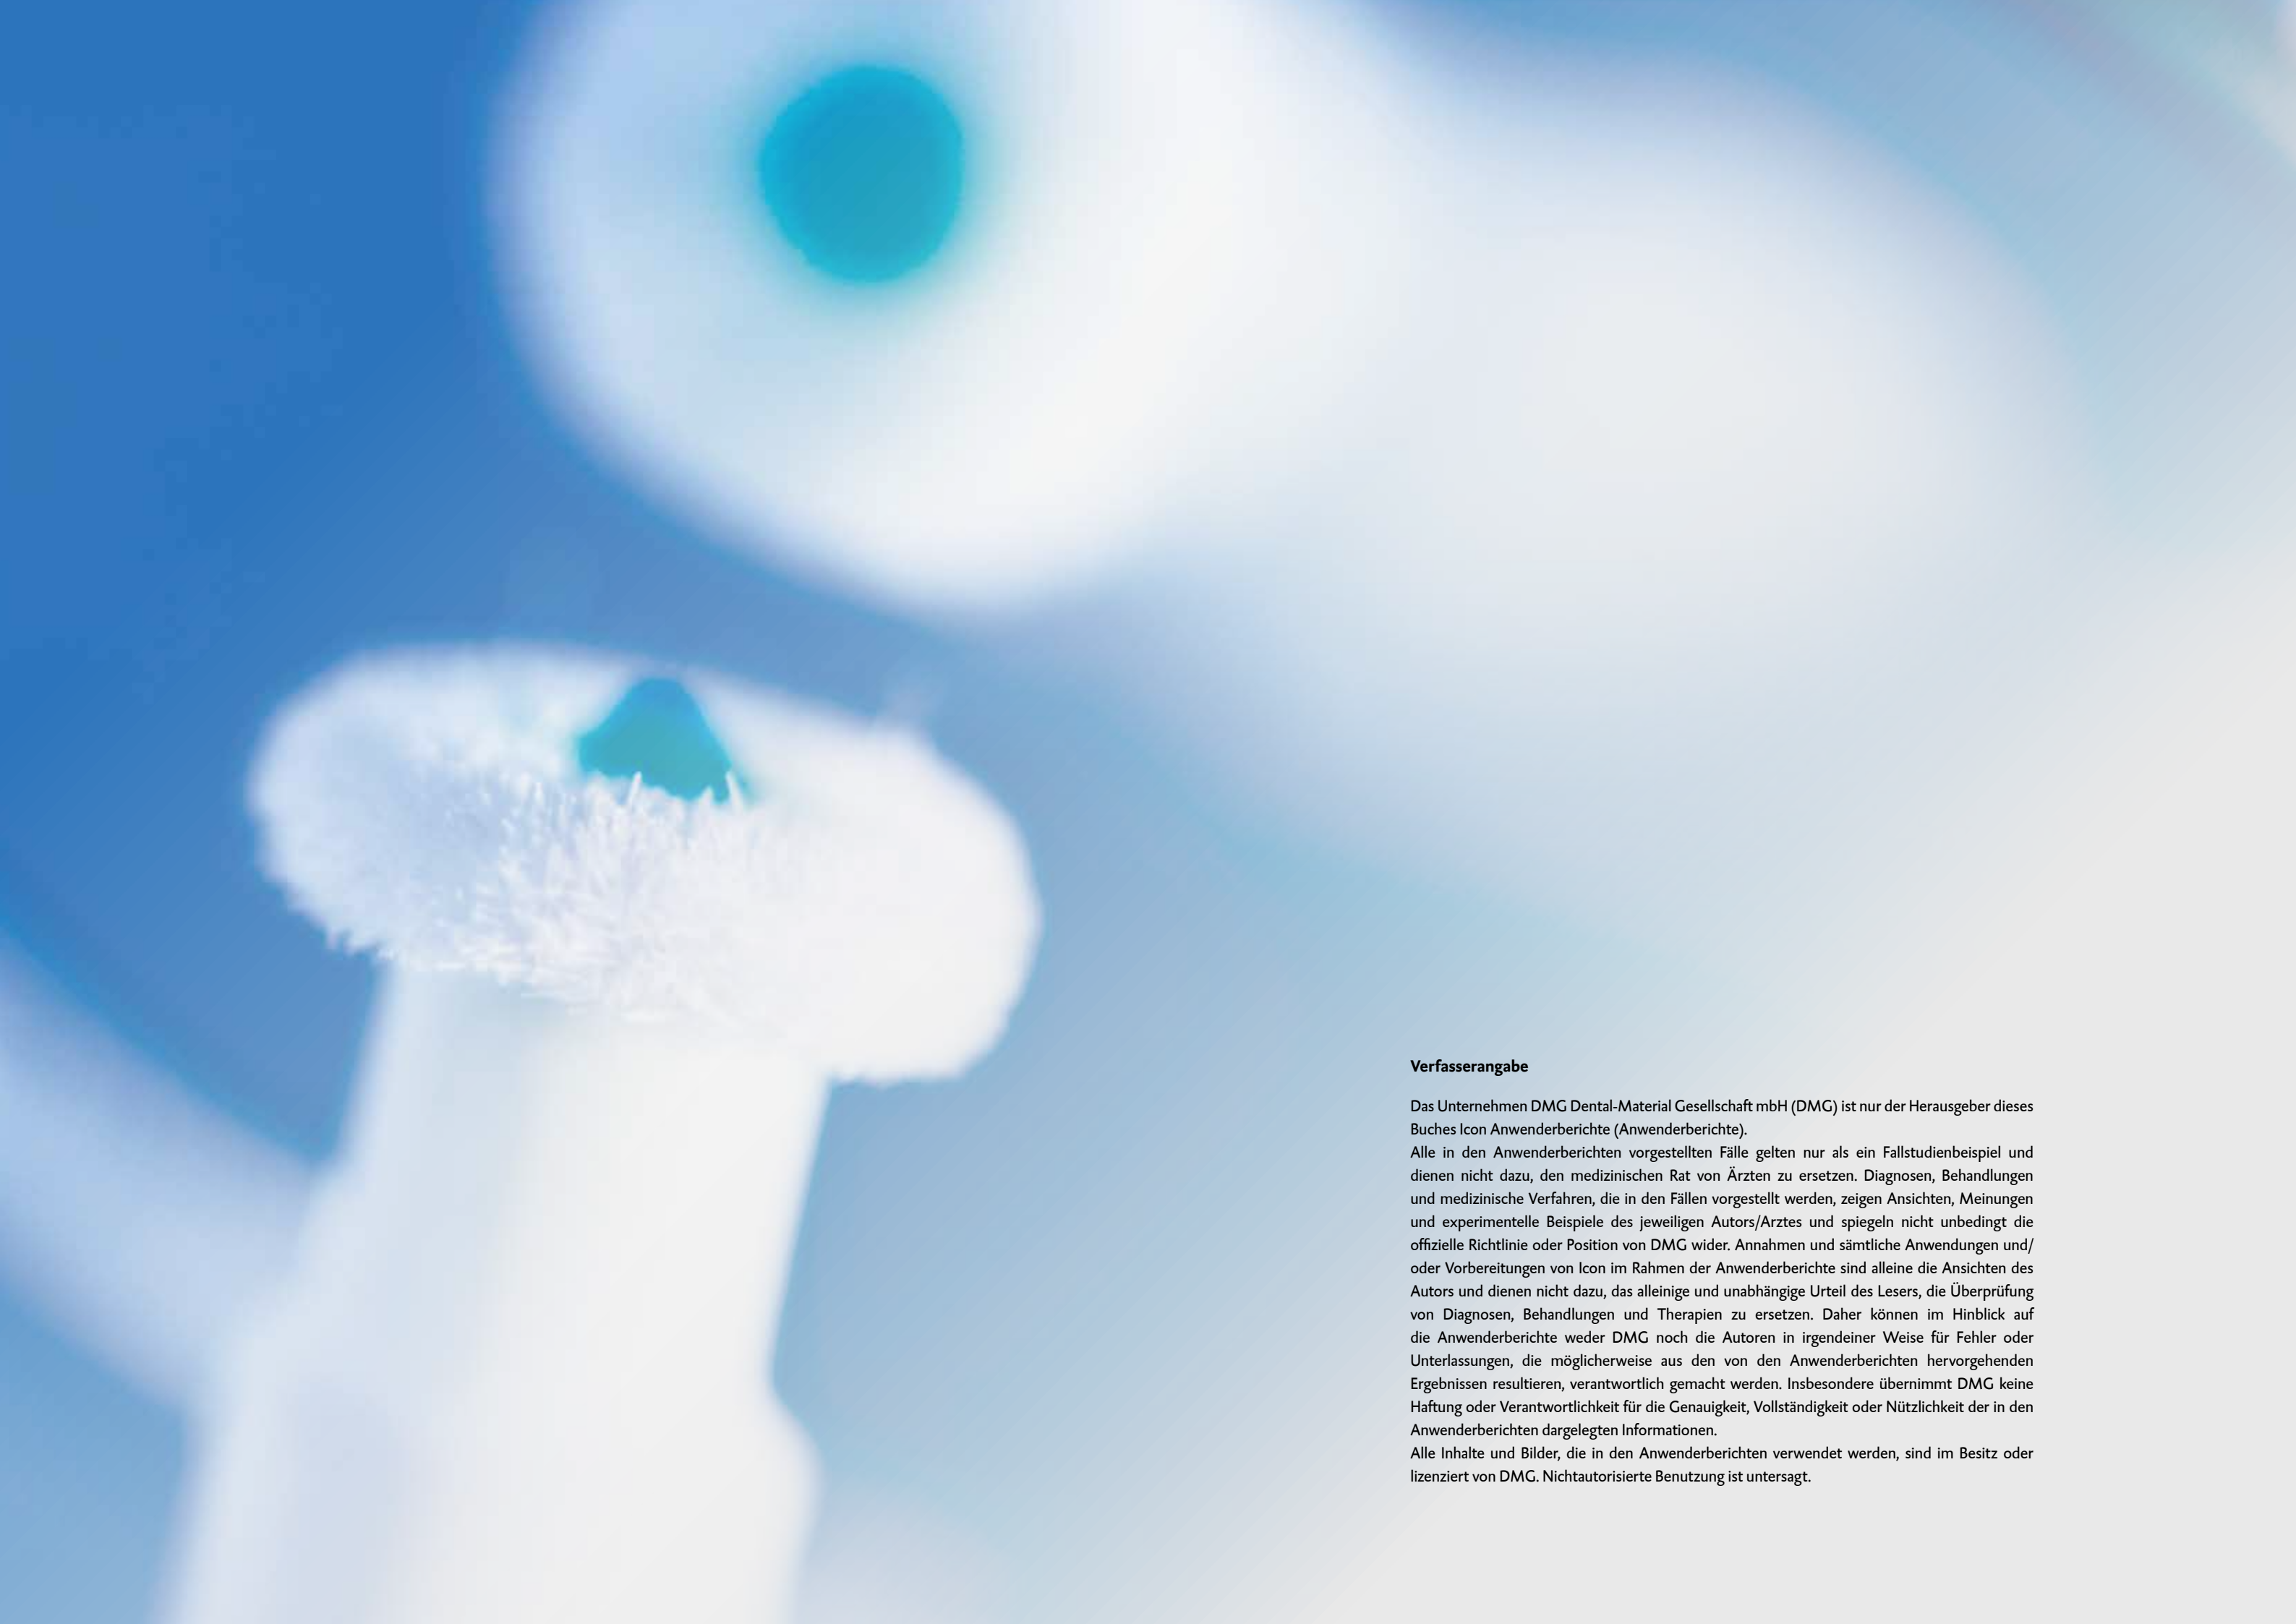 Verfasserangabe
Das Unternehmen DMG Dental-Material Gesellschaft mbH (DMG) ist nur der Herausgeber dieses
Buches Icon Anwenderberichte (Anwenderberichte).
Alle in den Anwenderberichten vorgestellten Fälle gelten nur als ein Fallstudienbeispiel und
dienen nicht dazu, den medizinischen Rat von Ärzten zu ersetzen. Diagnosen, Behandlungen
und medizinische Verfahren, die in den Fällen vorgestellt werden, zeigen Ansichten, Meinungen
und experimentelle Beispiele des jeweiligen Autors/Arztes und spiegeln nicht unbedingt die
offizielle Richtlinie oder Position von DMG wider. Annahmen und sämtliche Anwendungen und/
oder Vorbereitungen von Icon im Rahmen der Anwenderberichte sind alleine die Ansichten des
Autors und dienen nicht dazu, das alleinige und unabhängige Urteil des Lesers, die Überprüfung
von Diagnosen, Behandlungen und Therapien zu ersetzen. Daher können im Hinblick auf
die Anwenderberichte weder DMG noch die Autoren in irgendeiner Weise für Fehler oder
Unterlassungen, die möglicherweise aus den von den Anwenderberichten hervorgehenden
Ergebnissen resultieren, verantwortlich gemacht werden. Insbesondere übernimmt DMG keine
Haftung oder Verantwortlichkeit für die Genauigkeit, Vollständigkeit oder Nützlichkeit der in den
Anwenderberichten dargelegten Informationen.
Alle Inhalte und Bilder, die in den Anwenderberichten verwendet werden, sind im Besitz oder
lizenziert von DMG. Nichtautorisierte Benutzung ist untersagt.